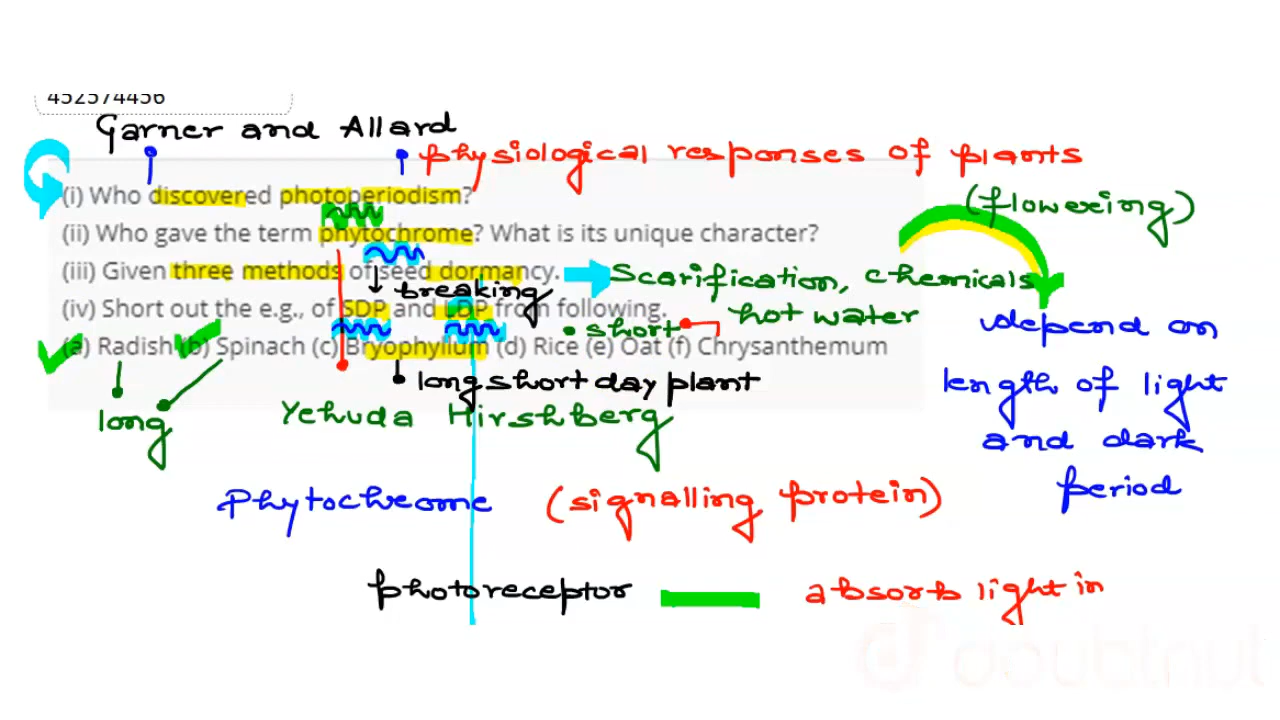 452574456
Garner and Allard
physiological responses of plants
(i) Who discovered photoperiodism?
(flowering)
(ii) Who gave the term phytochrome? What is its unique character?
(iii) Given three methods of seed dormancy.
Scarification, chemicals
breaking
hot water
(iv) Short out the e.g., of SDP and LDP from following.
short
depend on
(a) Radish (b) Spinach (c) Bryophyllum (d) Rice (e) Oat (f) Chrysanthemum
long short day plant
length of light
long
Yehuda Hirshberg
and dark
period
Phytochreome (signalling protein)
photoreceptor
absorb light in
doubtnut